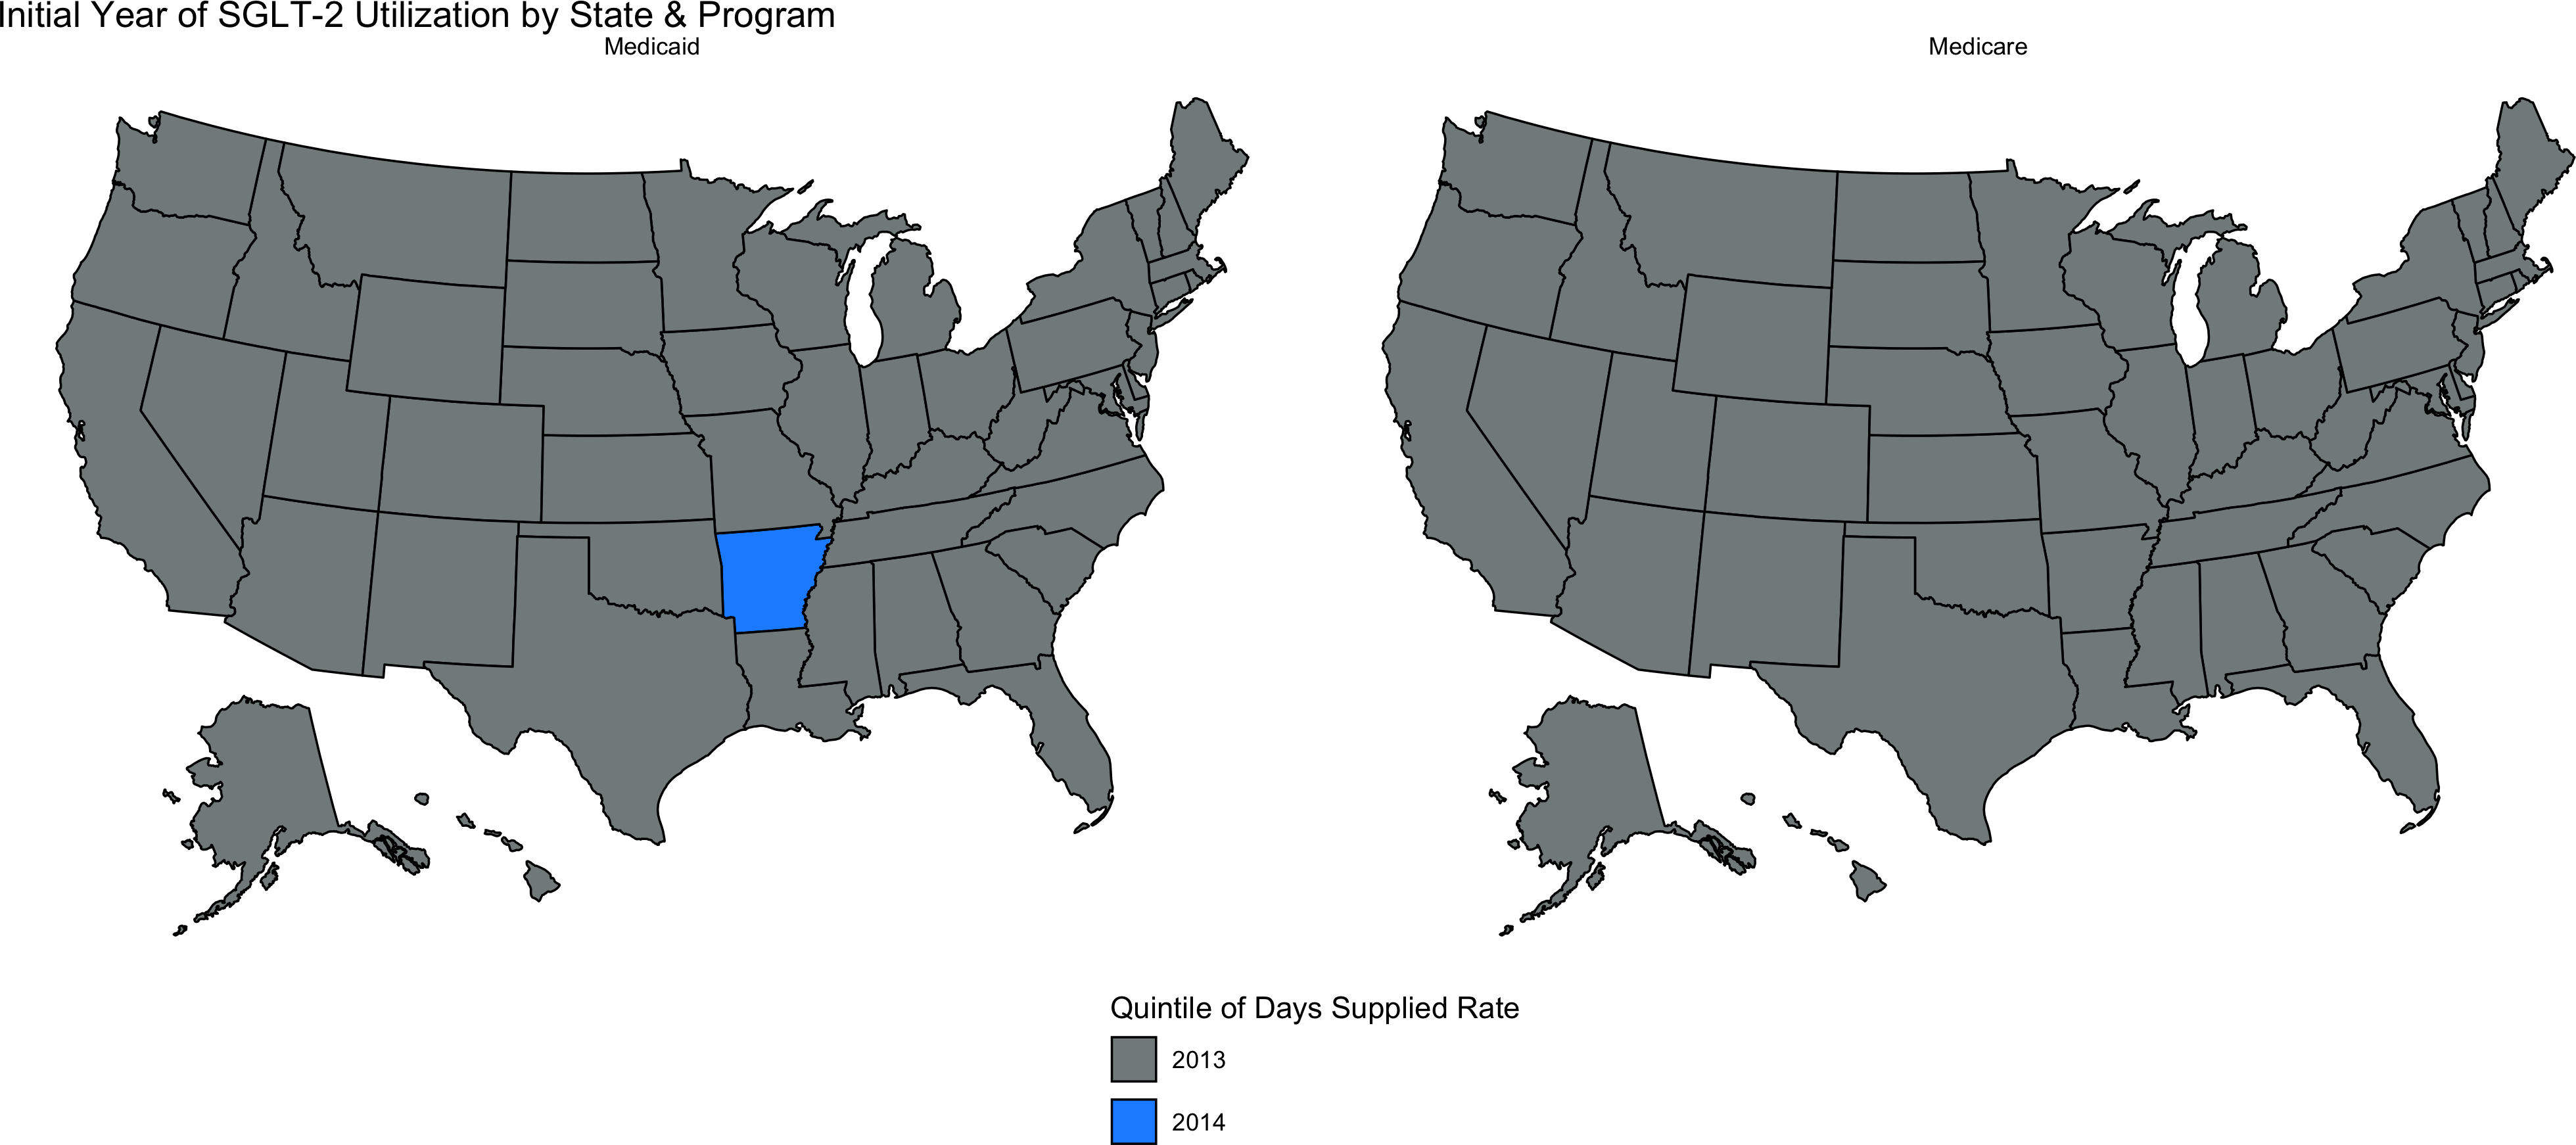 Initial Year of SGLT-2 Utilization by State & Program
Medicaid
Medicare
Quintile of Days Supplied Rate
2013
2014